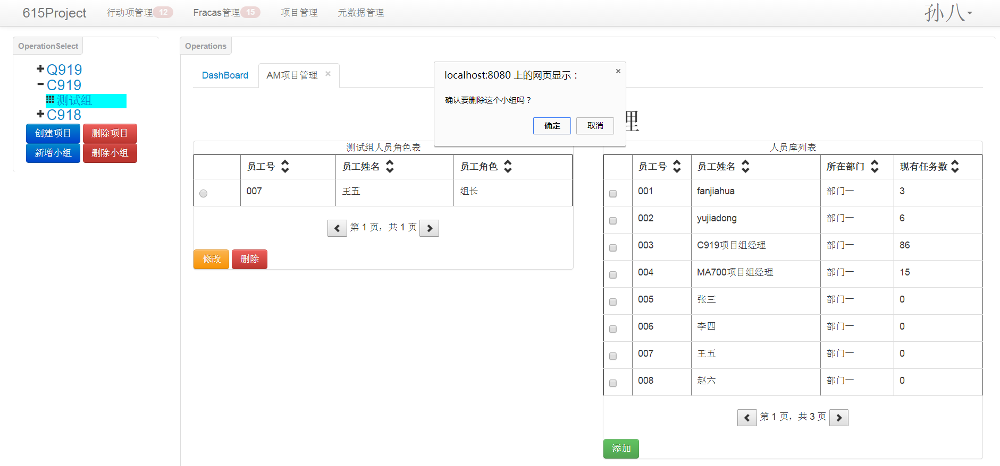 615Project 行动项管理 12 Fracas管理 15 项目管理 元数据管理 孙八
OperationSelect
Q919
C919
测试组
C918
创建项目 删除项目
新增小组 删除小组
Operations
DashBoard AM项目管理 ×
localhost:8080 上的网页显示： ×
确认要删除这个小组吗？
确定 取消
理
测试组人员角色表
员工号 员工姓名 员工角色
007 王五 组长
第 1 页，共 1 页
修改 删除
人员库列表
员工号 员工姓名 所在部门 现有任务数
001 fanjiahua 部门一 3
002 yujiadong 部门一 6
003 C919项目组经理 部门一 86
004 MA700项目组经理 部门一 15
005 张三 部门一 0
006 李四 部门一 0
007 王五 部门一 0
008 赵六 部门一 0
第 1 页，共 3 页
添加